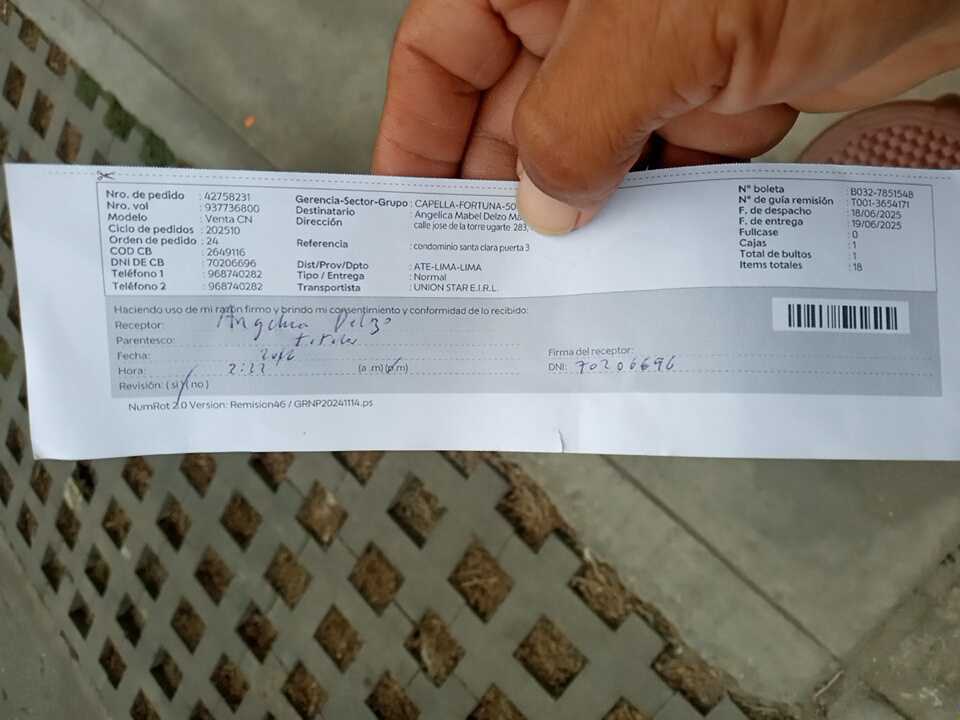 Nro. de pedido : 42758231
Nro. vol : 937736800
Modelo : Venta CN
Ciclo de pedidos : 202510
Orden de pedido : 24
COD CB : 2649116
DNI DE CB : 70206696
Teléfono 1 : 968740282
Teléfono 2 : 968740282
Gerencia-Sector-Grupo : CAPELLA-FORTUNA-50
Destinatario : Angelica Mabel Delzo
Dirección calle jose de la torre ugarte 283,
Referencia : condominio santa clara puerta 3
Dist/Prov/Dpto : ATE-LIMA-LIMA
Tipo / Entrega : Normal
Transportista : UNION STAR E.I.R.L.
N° boleta : B032-7851548
N° de guía remisión : T001-3654171
F. de despacho : 18/06/2025
F. de entrega : 19/06/2025
Fullcase : 0
Cajas : 1
Total de bultos : 1
Items totales : 18
Haciendo uso de mi razón firmo y brindo mi consentimiento y conformidad de lo recibido:
Receptor: Delzo
Parentesco: titular
Fecha: 20/6
Hora: 2:22 (a .m) (p.m)
Revisión: ( si ) ( no )
Firma del receptor:
DNI: 70206696
NumRot 2.0 Version: Remision46 / GRNP20241114.ps